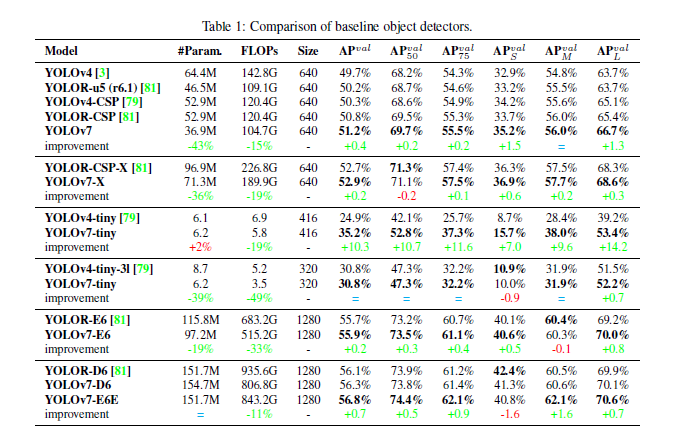 Table 1: Comparison of baseline object detectors.
Model #Param. FLOPs Size AP^val AP^val_50 AP^val_75 AP^val_S AP^val_M AP^val_L
YOLOv4 [3] 64.4M 142.8G 640 49.7% 68.2% 54.3% 32.9% 54.8% 63.7%
YOLOR-u5 (r6.1) [81] 46.5M 109.1G 640 50.2% 68.7% 54.6% 33.2% 55.5% 63.7%
YOLOv4-CSP [79] 52.9M 120.4G 640 50.3% 68.6% 54.9% 34.2% 55.6% 65.1%
YOLOR-CSP [81] 52.9M 120.4G 640 50.8% 69.5% 55.3% 33.7% 56.0% 65.4%
YOLOv7 36.9M 104.7G 640 51.2% 69.7% 55.5% 35.2% 56.0% 66.7%
improvement -43% -15% - +0.4 +0.2 +0.2 +1.5 = +1.3
YOLOR-CSP-X [81] 96.9M 226.8G 640 52.7% 71.3% 57.4% 36.3% 57.5% 68.3%
YOLOv7-X 71.3M 189.9G 640 52.9% 71.1% 57.5% 36.9% 57.7% 68.6%
improvement -36% -19% - +0.2 -0.2 +0.1 +0.6 +0.2 +0.3
YOLOv4-tiny [79] 6.1 6.9 416 24.9% 42.1% 25.7% 8.7% 28.4% 39.2%
YOLOv7-tiny 6.2 5.8 416 35.2% 52.8% 37.3% 15.7% 38.0% 53.4%
improvement +2% -19% - +10.3 +10.7 +11.6 +7.0 +9.6 +14.2
YOLOv4-tiny-3l [79] 8.7 5.2 320 30.8% 47.3% 32.2% 10.9% 31.9% 51.5%
YOLOv7-tiny 6.2 3.5 320 30.8% 47.3% 32.2% 10.0% 31.9% 52.2%
improvement -39% -49% - = = = -0.9 = +0.7
YOLOR-E6 [81] 115.8M 683.2G 1280 55.7% 73.2% 60.7% 40.1% 60.4% 69.2%
YOLOv7-E6 97.2M 515.2G 1280 55.9% 73.5% 61.1% 40.6% 60.3% 70.0%
improvement -19% -33% - +0.2 +0.3 +0.4 +0.5 -0.1 +0.8
YOLOR-D6 [81] 151.7M 935.6G 1280 56.1% 73.9% 61.2% 42.4% 60.5% 69.9%
YOLOv7-D6 154.7M 806.8G 1280 56.3% 73.8% 61.4% 41.3% 60.6% 70.1%
YOLOv7-E6E 151.7M 843.2G 1280 56.8% 74.4% 62.1% 40.8% 62.1% 70.6%
improvement = -11% - +0.7 +0.5 +0.9 -1.6 +1.6 +0.7